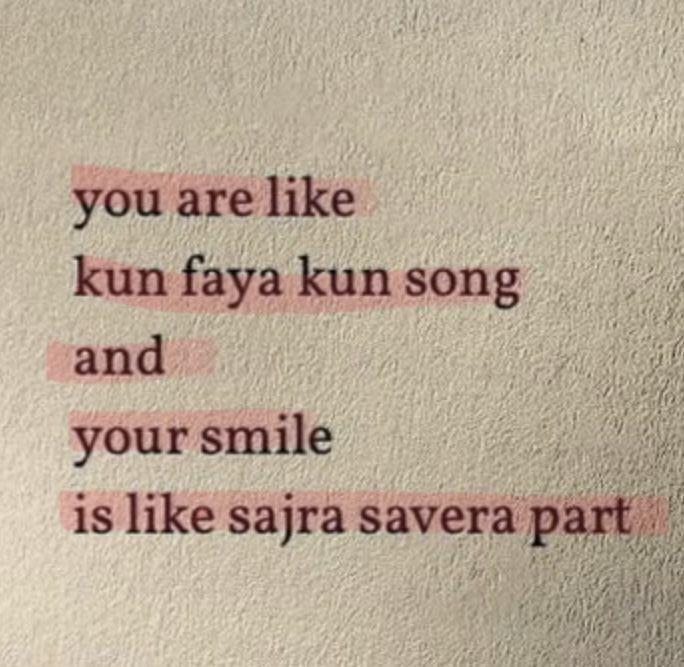 you are like
kun faya kun song
and
your smile
is like sajra savera part